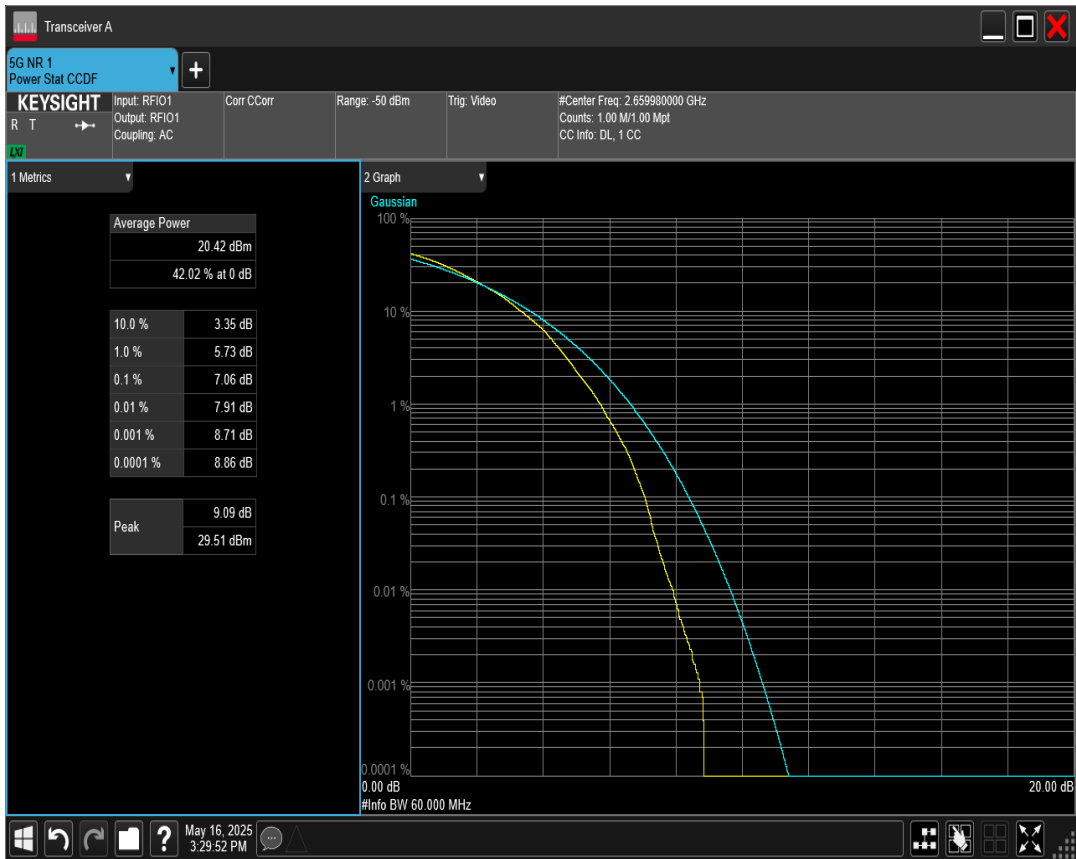 Transceiver A
5G NR 1
Power Stat CCDF
KEYSIGHT
R T
LXI
Input: RFIO1
Output: RFIO1
Coupling: AC
Corr CCorr
Range: -50 dBm
Trig: Video
#Center Freq: 2.659980000 GHz
Counts: 1.00 M/1.00 Mpt
CC Info: DL, 1 CC
1 Metrics
Average Power
20.42 dBm
42.02 % at 0 dB
10.0 % 3.35 dB
1.0 % 5.73 dB
0.1 % 7.06 dB
0.01 % 7.91 dB
0.001 % 8.71 dB
0.0001 % 8.86 dB
Peak 9.09 dB
29.51 dBm
2 Graph
Gaussian
100 %
10 %
1 %
0.1 %
0.01 %
0.001 %
0.0001 %
0.00 dB 20.00 dB
#Info BW 60.000 MHz
?
May 16, 2025
3:29:52 PM